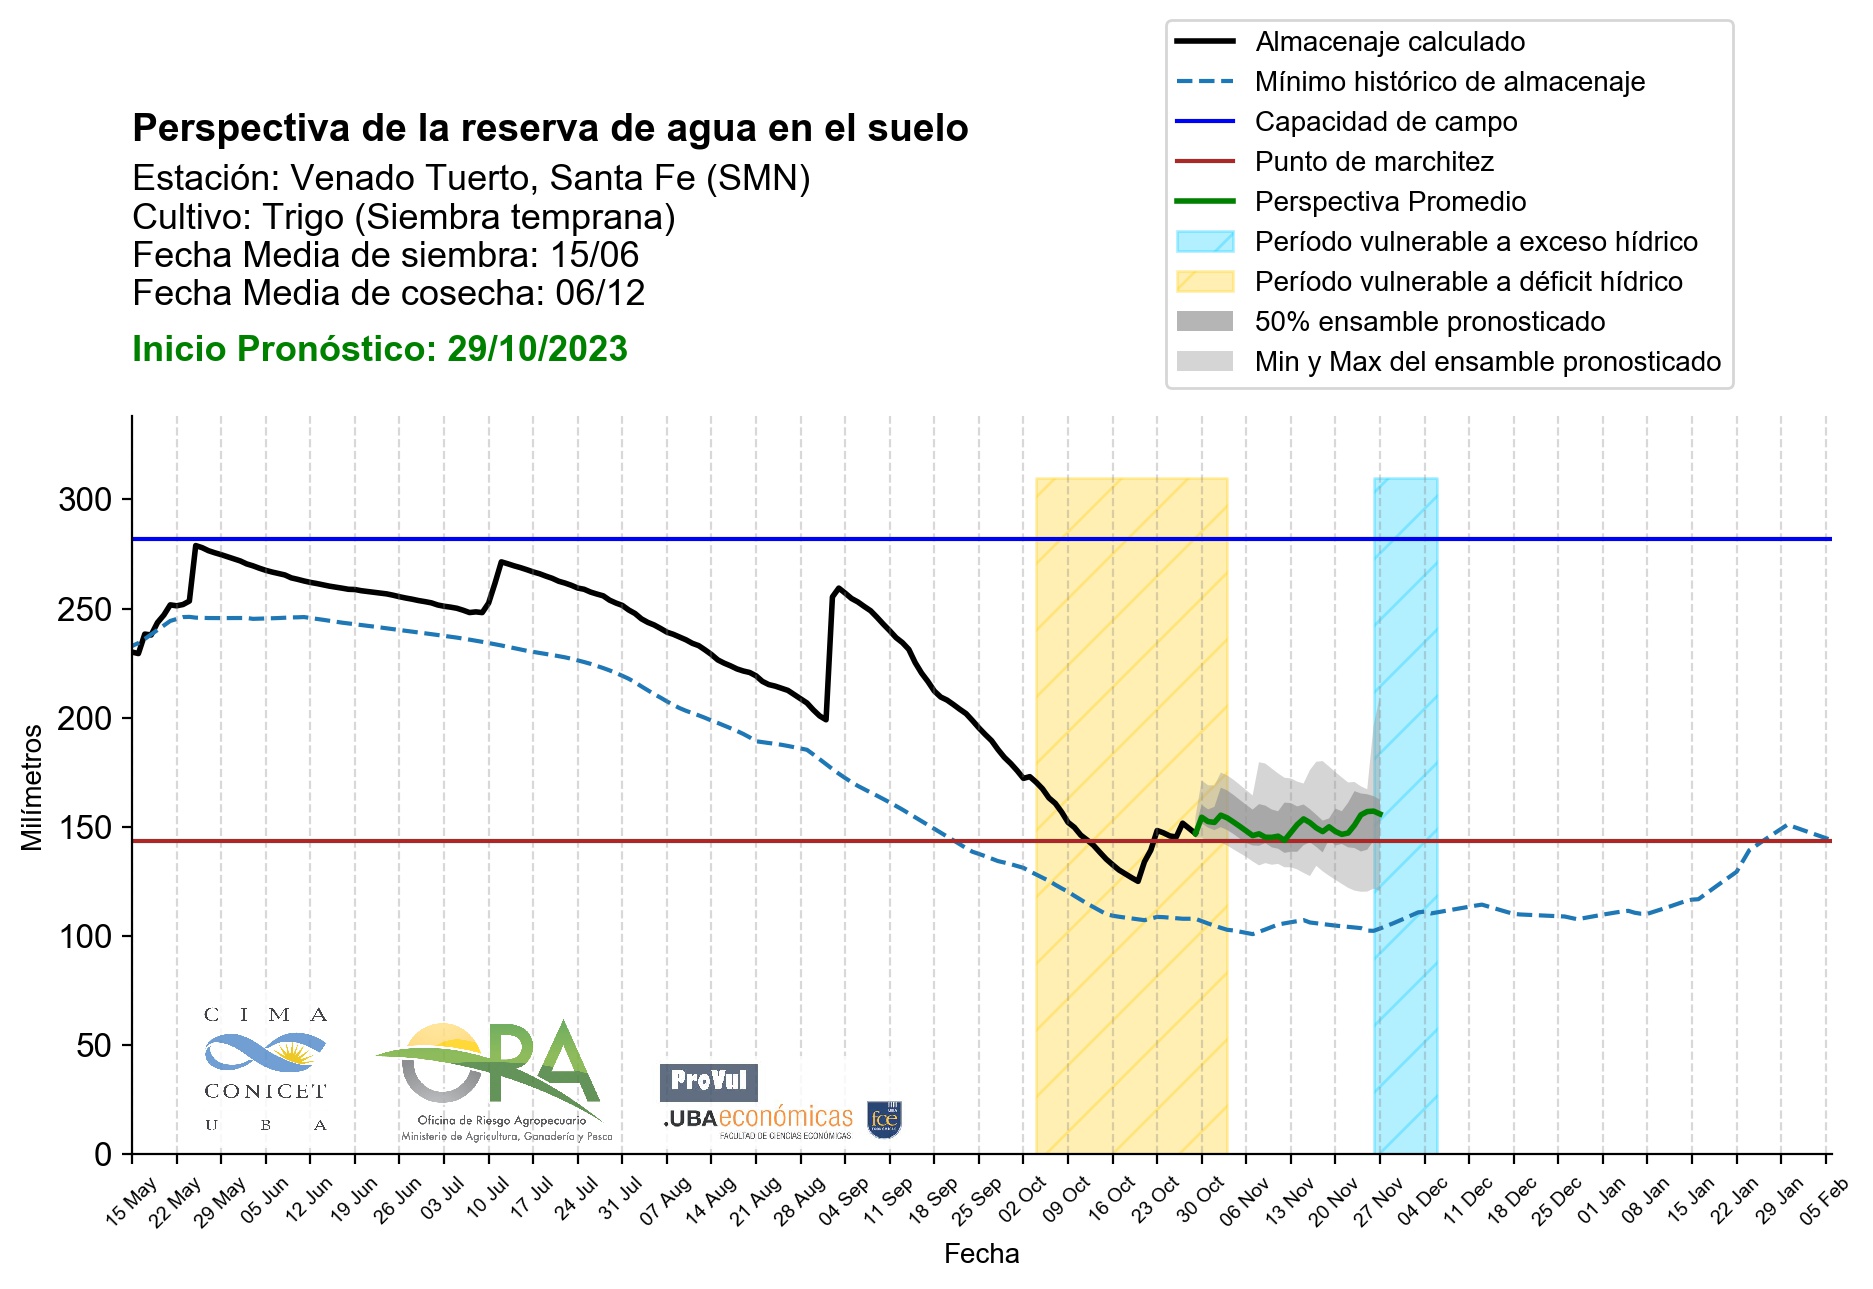 Almacenaje calculado
Mínimo histórico de almacenaje
Capacidad de campo
Punto de marchitez
Perspectiva Promedio
Período vulnerable a exceso hídrico
Período vulnerable a déficit hídrico
50% ensamble pronosticado
Min y Max del ensamble pronosticado
Perspectiva de la reserva de agua en el suelo
Estación: Venado Tuerto, Santa Fe (SMN)
Cultivo: Trigo (Siembra temprana)
Fecha Media de siembra: 15/06
Fecha Media de cosecha: 06/12
Inicio Pronóstico: 29/10/2023
Milímetros
300
250
200
150
100
50
0
CIMA
CONICET
UBA
ORA
Oficina de Riesgo Agropecuario
Ministerio de Agricultura, Ganadería y Pesca
ProVul
.UBAeconómicas
FACULTAD DE CIENCIAS ECONÓMICAS
fce
15 May
22 May
29 May
05 Jun
12 Jun
19 Jun
26 Jun
03 Jul
10 Jul
17 Jul
24 Jul
31 Jul
07 Aug
14 Aug
21 Aug
28 Aug
04 Sep
11 Sep
18 Sep
25 Sep
02 Oct
09 Oct
16 Oct
23 Oct
30 Oct
06 Nov
13 Nov
20 Nov
27 Nov
04 Dec
11 Dec
18 Dec
25 Dec
01 Jan
08 Jan
15 Jan
22 Jan
29 Jan
05 Feb
Fecha